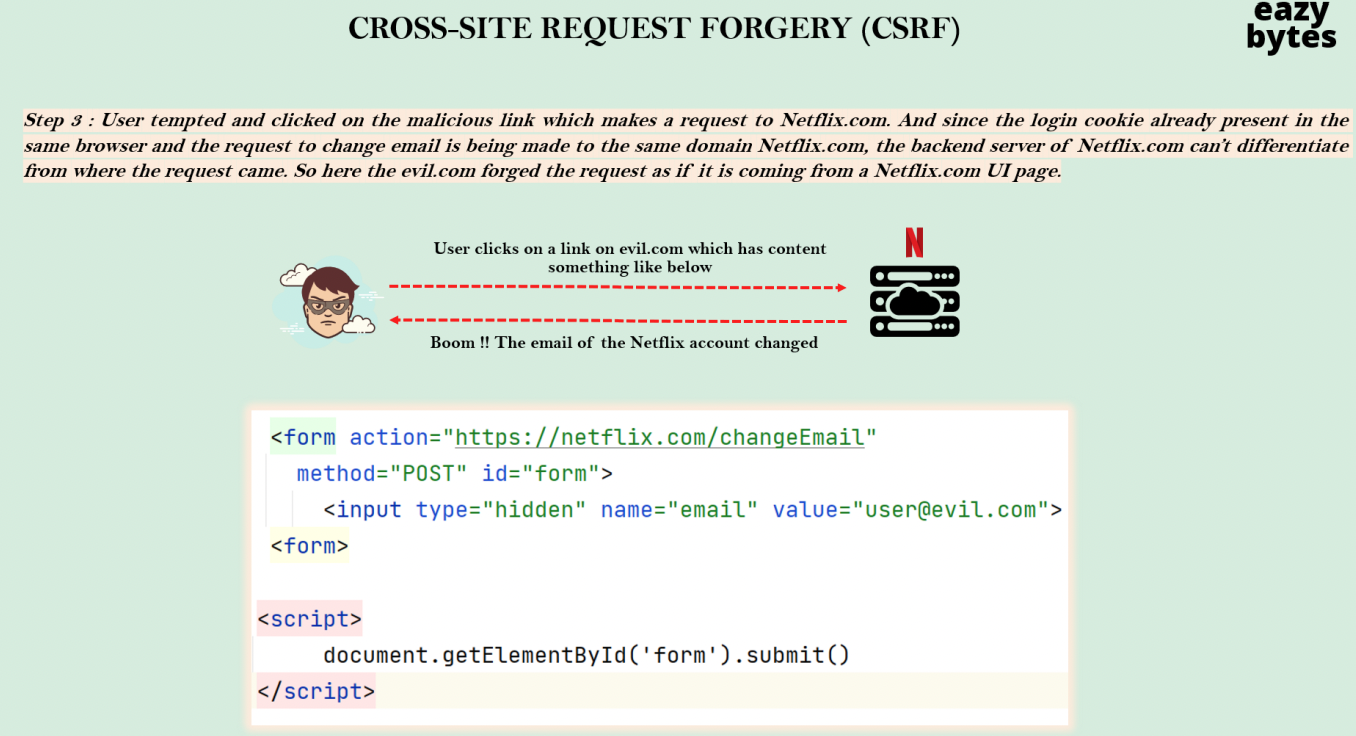 CROSS-SITE REQUEST FORGERY (CSRF)
eazy
bytes
Step 3 : User tempted and clicked on the malicious link which makes a request to Netflix.com. And since the login cookie already present in the
same browser and the request to change email is being made to the same domain Netflix.com, the backend server of Netflix.com can't differentiate
from where the request came. So here the evil.com forged the request as if it is coming from a Netflix.com UI page.
N
User clicks on a link on evil.com which has content
something like below
Boom !! The email of the Netflix account changed
<form action="https://netflix.com/changeEmail"
method="POST" id="form">
<input type="hidden" name="email" value="user@evil.com">
<form>
<script>
document.getElementById('form').submit()
</script>